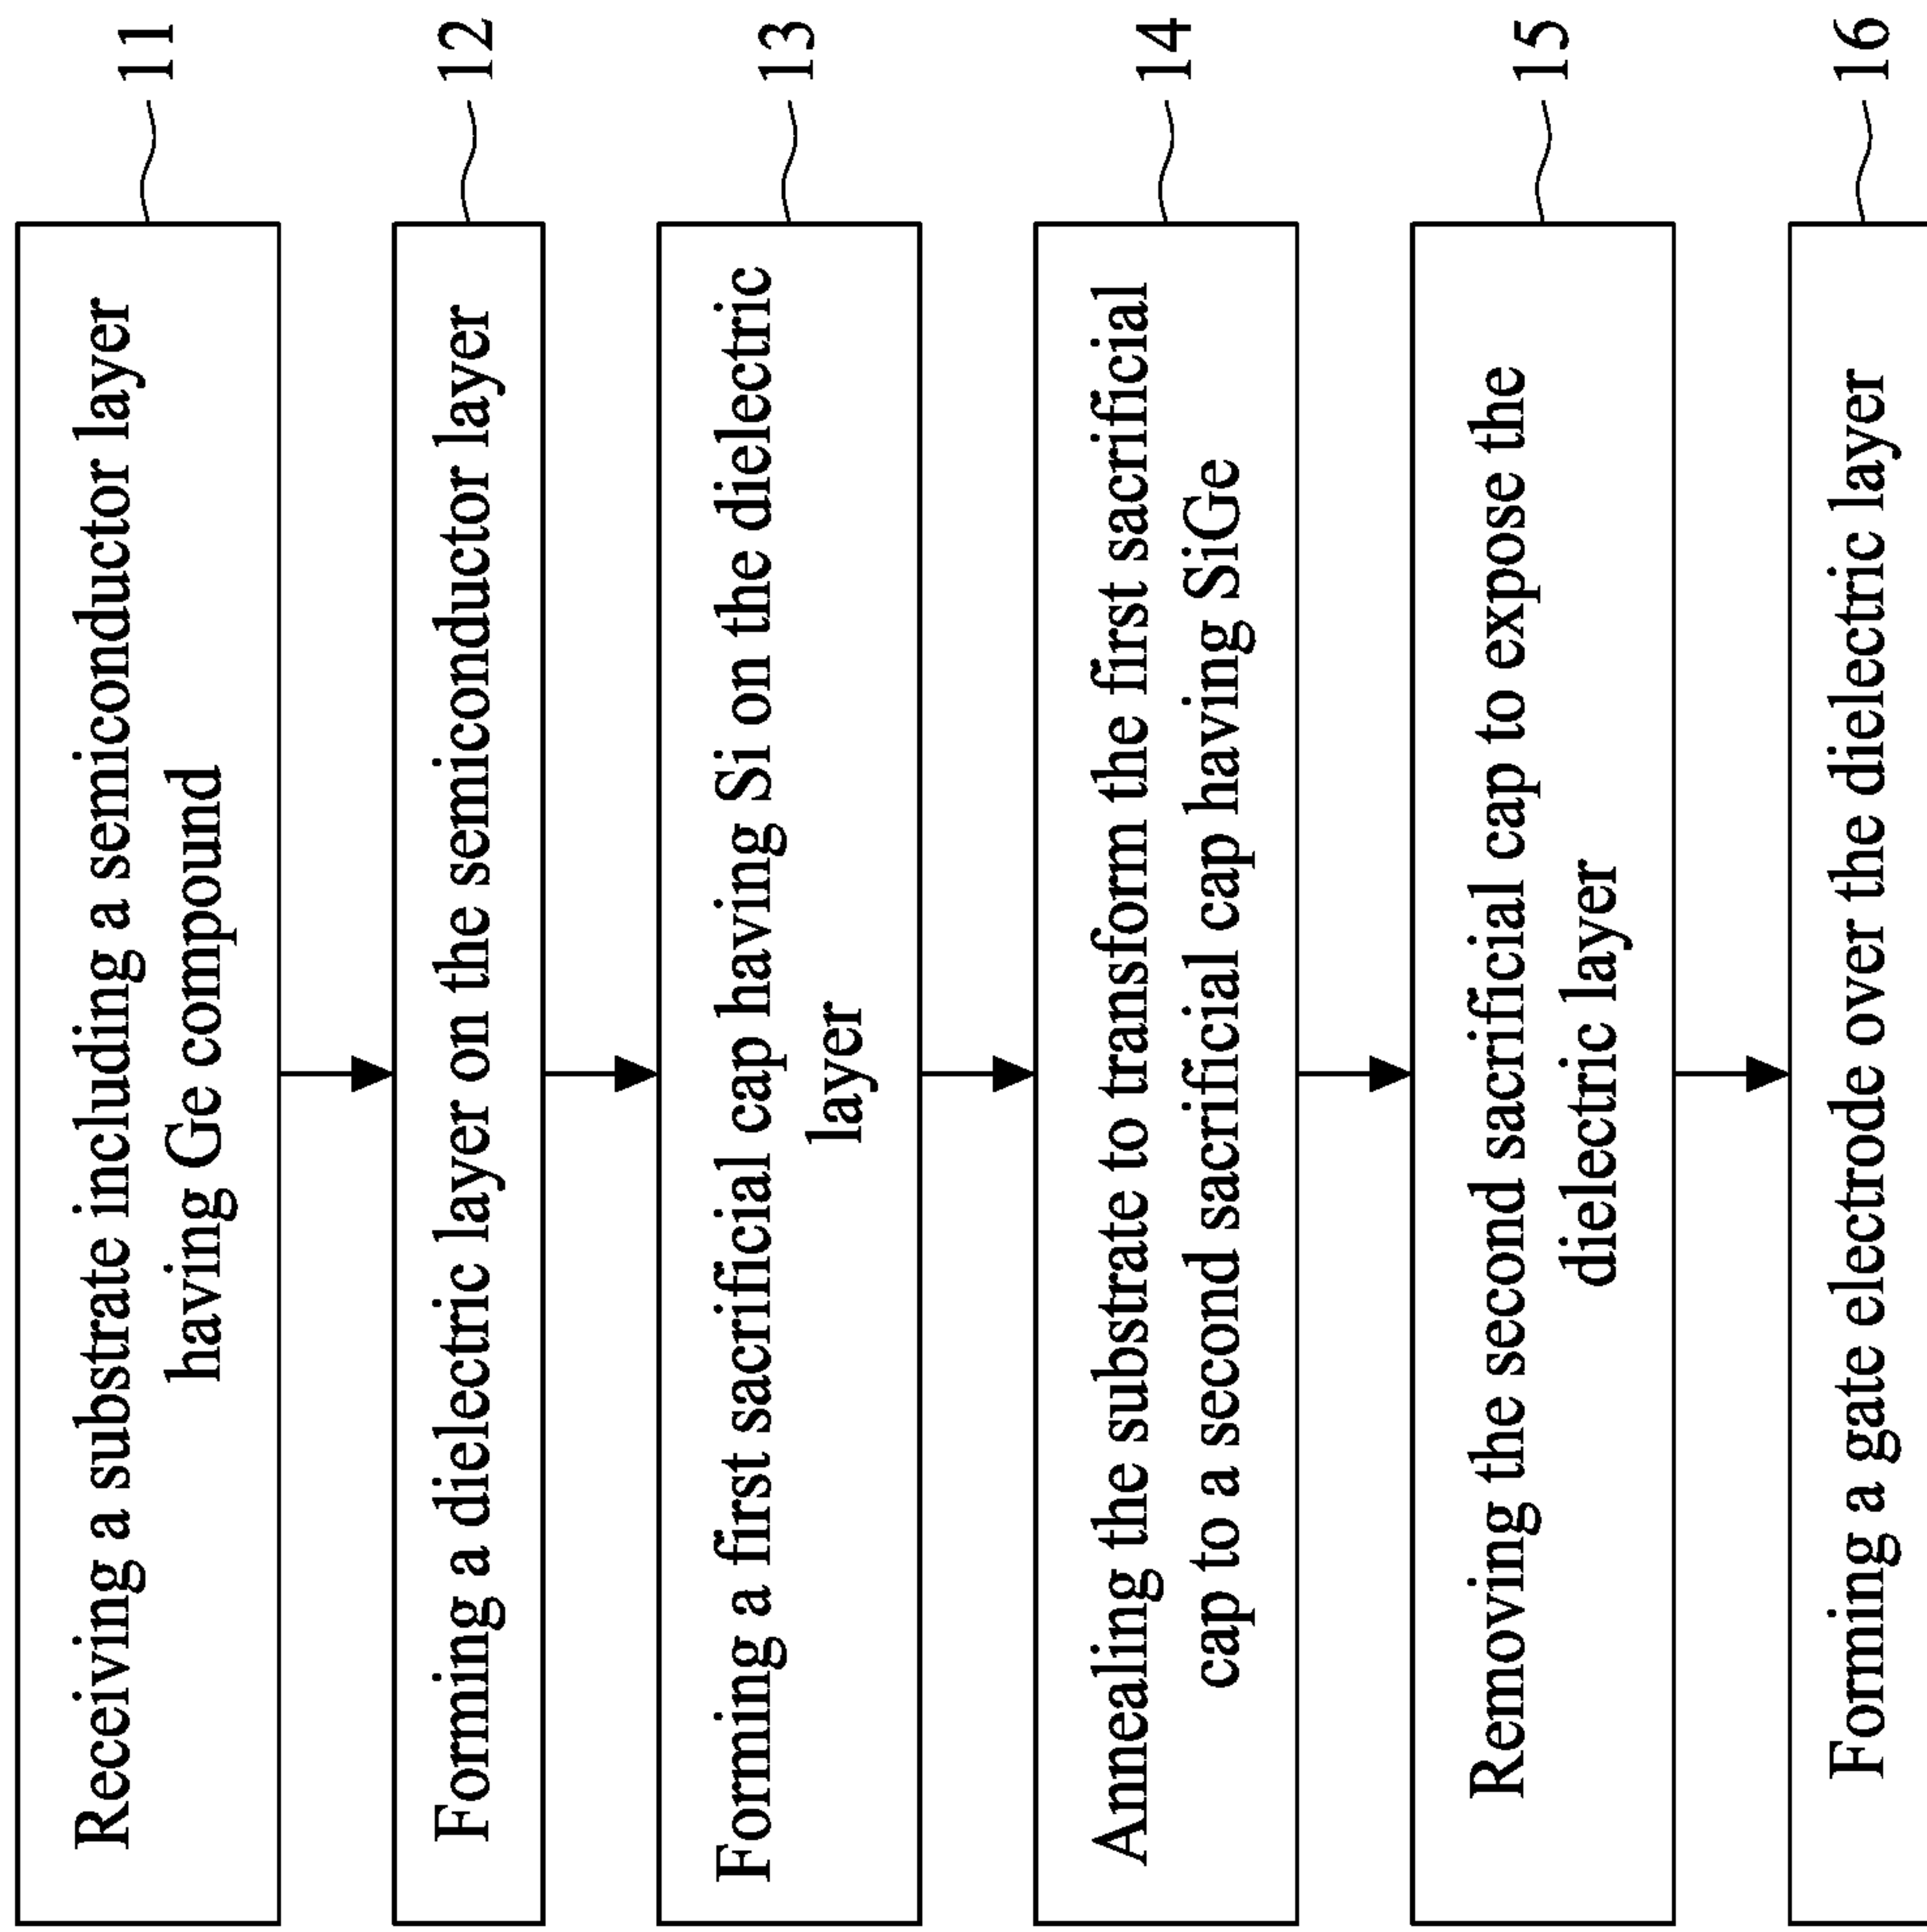 Receiving a substrate including a semiconductor layer
having Ge compound
11
Forming a dielectric layer on the semiconductor layer
12
Forming a first sacrificial cap having Si on the dielectric
layer
13
Annealing the substrate to transform the first sacrificial
cap to a second sacrificial cap having SiGe
14
Removing the second sacrificial cap to expose the
dielectric layer
15
Forming a gate electrode over the dielectric layer
16